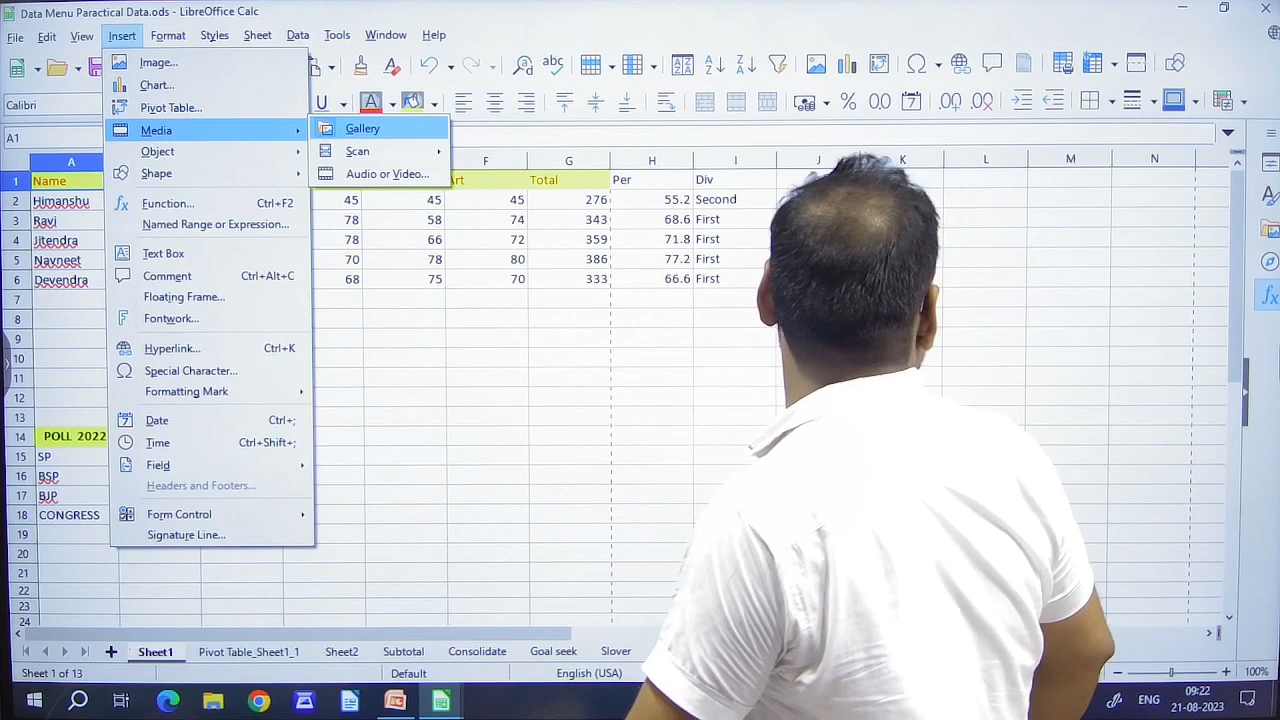 Data Menu Paractical Data.ods - LibreOffice Calc
File Edit View Insert Format Styles Sheet Data Tools Window Help
Calibri
A1
Image...
Chart...
Pivot Table...
Media
Object
Shape
Function... Ctrl+F2
Named Range or Expression...
Text Box
Comment Ctrl+Alt+C
Floating Frame...
Fontwork...
Hyperlink... Ctrl+K
Special Character...
Formatting Mark
Date Ctrl+;
Time Ctrl+Shift+;
Field
Headers and Footers...
Form Control
Signature Line...
Gallery
Scan
Audio or Video...
A F G H I J K L M N
1 Name Art Total Per Div
2 Himanshu 45 45 45 276 55.2 Second
3 Ravi 78 58 74 343 68.6 First
4 Jitendra 78 66 72 359 71.8 First
5 Navneet 70 78 80 386 77.2 First
6 Devendra 68 75 70 333 66.6 First
7
8
9
10
11
12
13
14 POLL 2022
15 SP
16 BSP
17 BJP
18 CONGRESS
19
20
21
22
23
24
Sheet1 Pivot Table_Sheet1_1 Sheet2 Subtotal Consolidate Goal seek Slover
Sheet 1 of 13 Default English (USA) 100%
ENG 09:22
21-08-2023